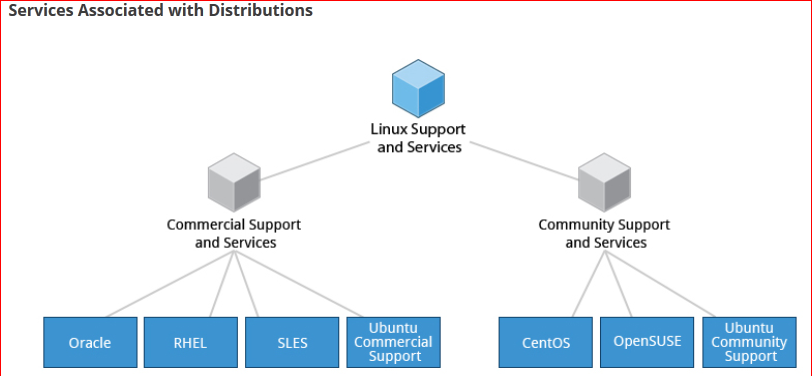 Services Associated with Distributions
Linux Support
and Services
Commercial Support
and Services
Community Support
and Services
Oracle
RHEL
SLES
Ubuntu
Commercial
Support
CentOS
OpenSUSE
Ubuntu
Community
Support